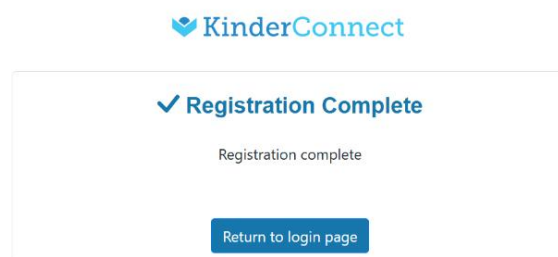 KinderConnect
Registration Complete
Registration complete
Return to login page